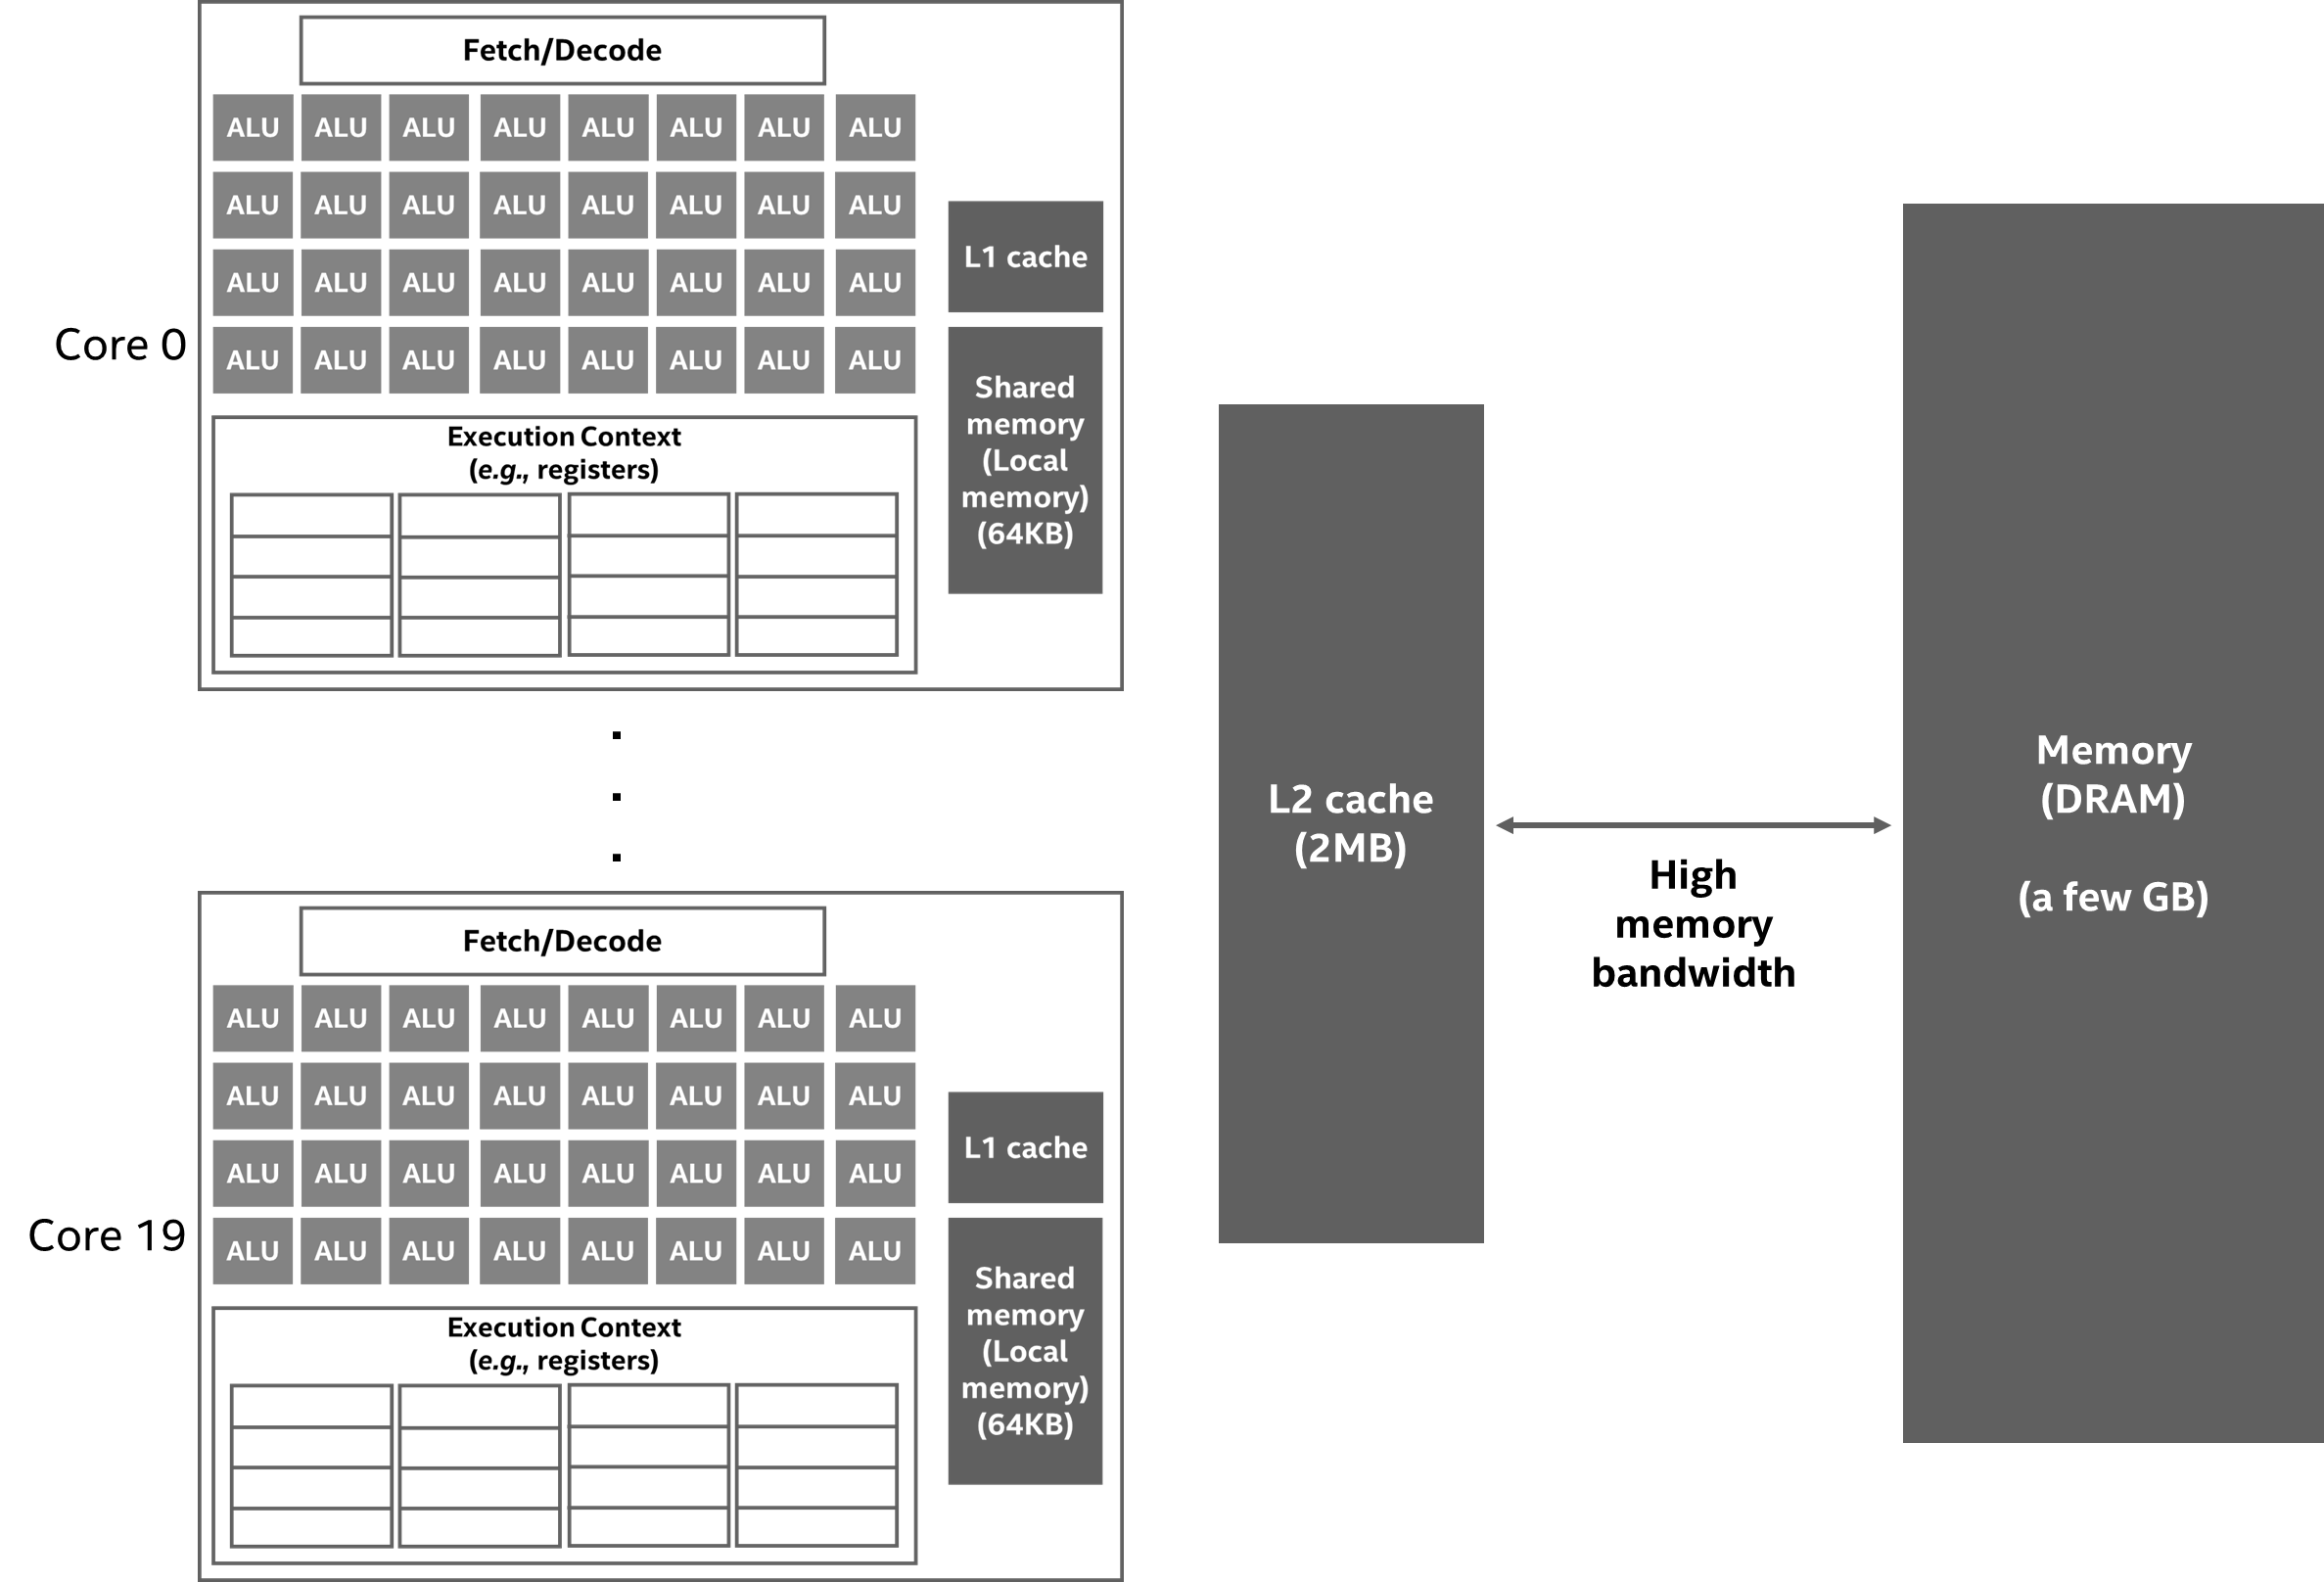 Fetch/Decode
ALU ALU ALU ALU ALU ALU ALU ALU
ALU ALU ALU ALU ALU ALU ALU ALU
ALU ALU ALU ALU ALU ALU ALU ALU
ALU ALU ALU ALU ALU ALU ALU ALU
Core 0
Execution Context
(e.g., registers)
L1 cache
Shared
memory
(Local
memory)
(64KB)
.
.
.
Fetch/Decode
ALU ALU ALU ALU ALU ALU ALU ALU
ALU ALU ALU ALU ALU ALU ALU ALU
ALU ALU ALU ALU ALU ALU ALU ALU
ALU ALU ALU ALU ALU ALU ALU ALU
Core 19
Execution Context
(e.g., registers)
L1 cache
Shared
memory
(Local
memory)
(64KB)
L2 cache
(2MB)
High
memory
bandwidth
Memory
(DRAM)
(a few GB)